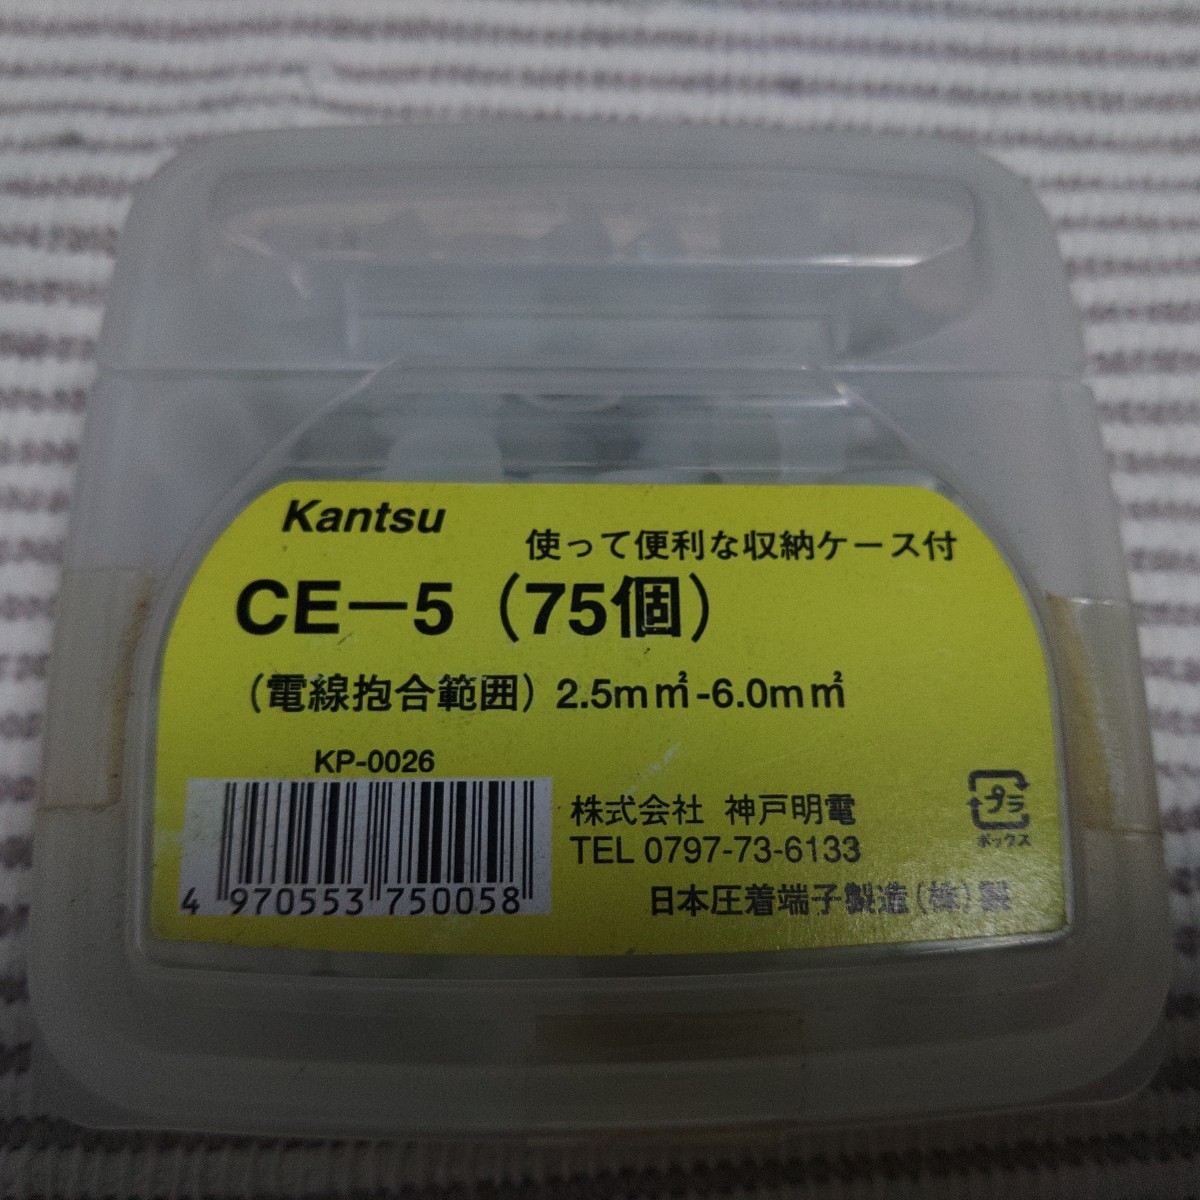 Kantsu
使って便利な収納ケース付
CE－5（75個）
（電線抱合範囲）2.5m㎡-6.0m㎡
KP-0026
4 970553 750058
株式会社 神戸明電
TEL 0797-73-6133
日本圧着端子製造（株）製
プラ
ボックス